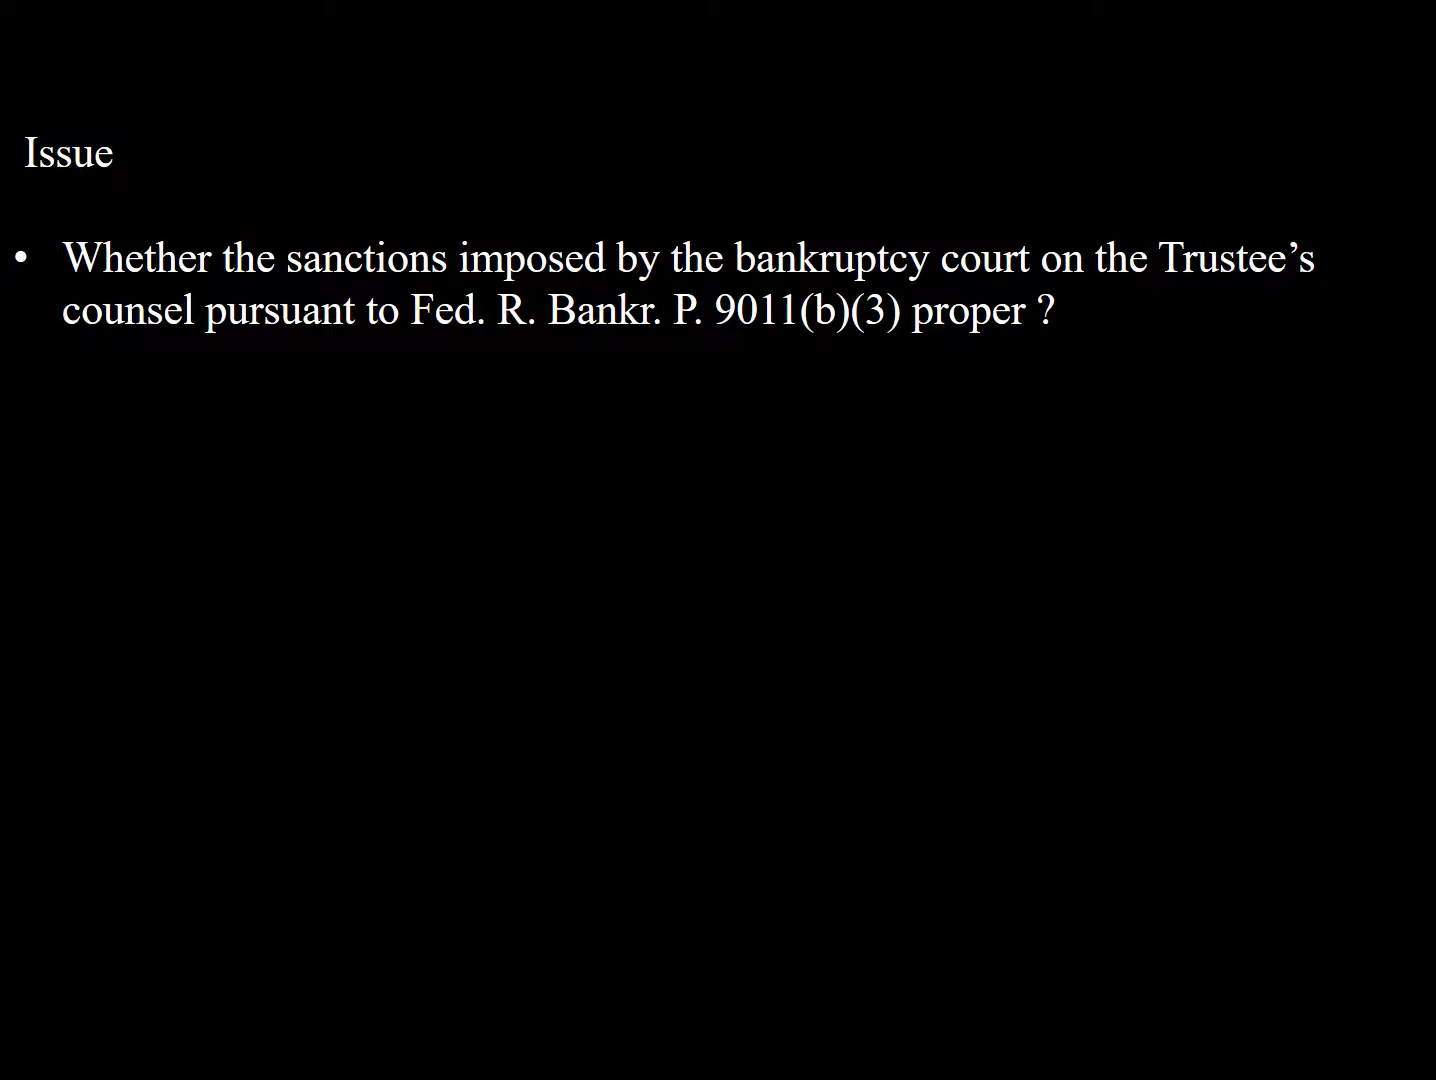 Issue
• Whether the sanctions imposed by the bankruptcy court on the Trustee’s
counsel pursuant to Fed. R. Bankr. P. 9011(b)(3) proper ?